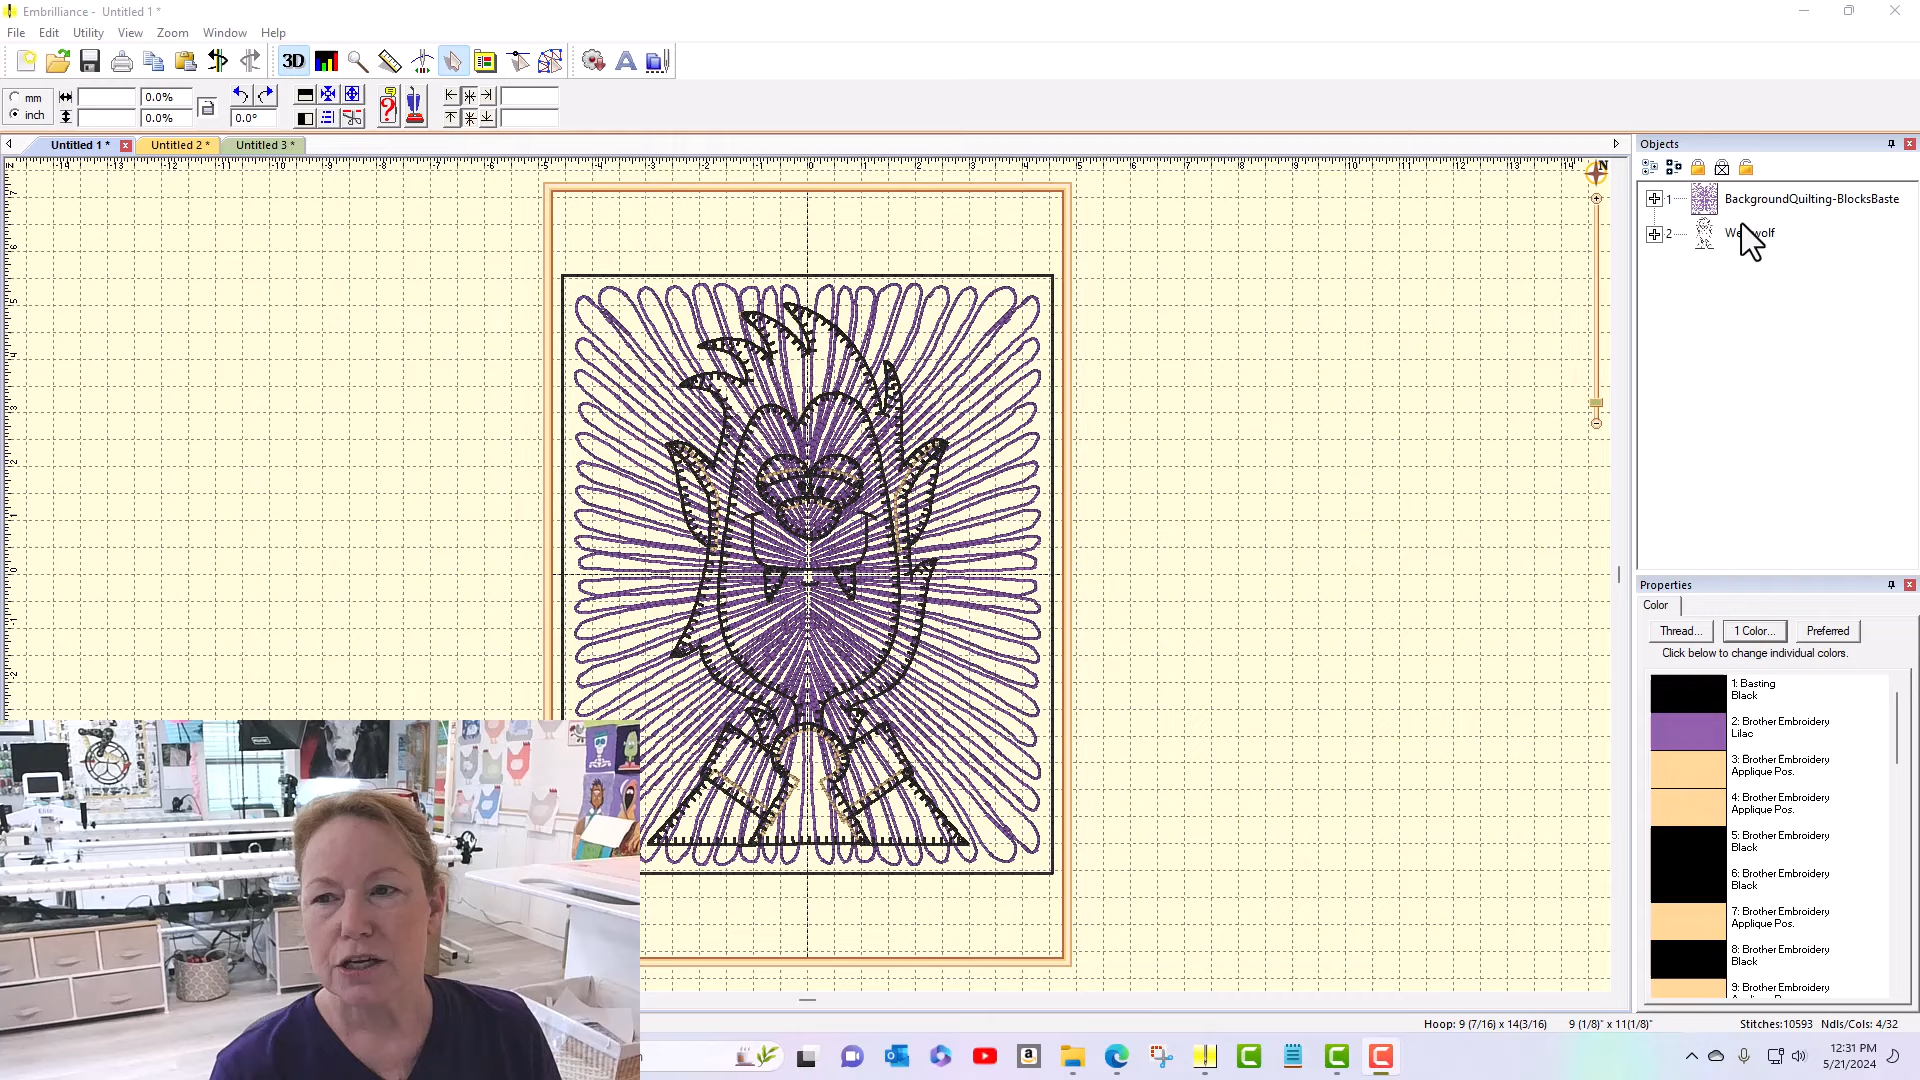 Embrilliance - Untitled 1 *
File Edit Utility View Zoom Window Help
3D
mm 0.0%
inch 0.0% 0.0°
Untitled 1 * Untitled 2 * Untitled 3 *
Objects
1 BackgroundQuilting-BlocksBaste
2
Properties
Color
Thread... 1 Color... Preferred
Click below to change individual colors.
1: Basting
Black
2: Brother Embroidery
Lilac
3: Brother Embroidery
Applique Pos.
4: Brother Embroidery
Applique Pos.
5: Brother Embroidery
Black
6: Brother Embroidery
Black
7: Brother Embroidery
Applique Pos.
8: Brother Embroidery
Black
9: Brother Embroidery
Hoop: 9 (7/16) x 14(3/16) 9 (1/8)" x 11(1/8)" Stitches:10593 Ndls/Cols: 4/32
12:31 PM
5/21/2024